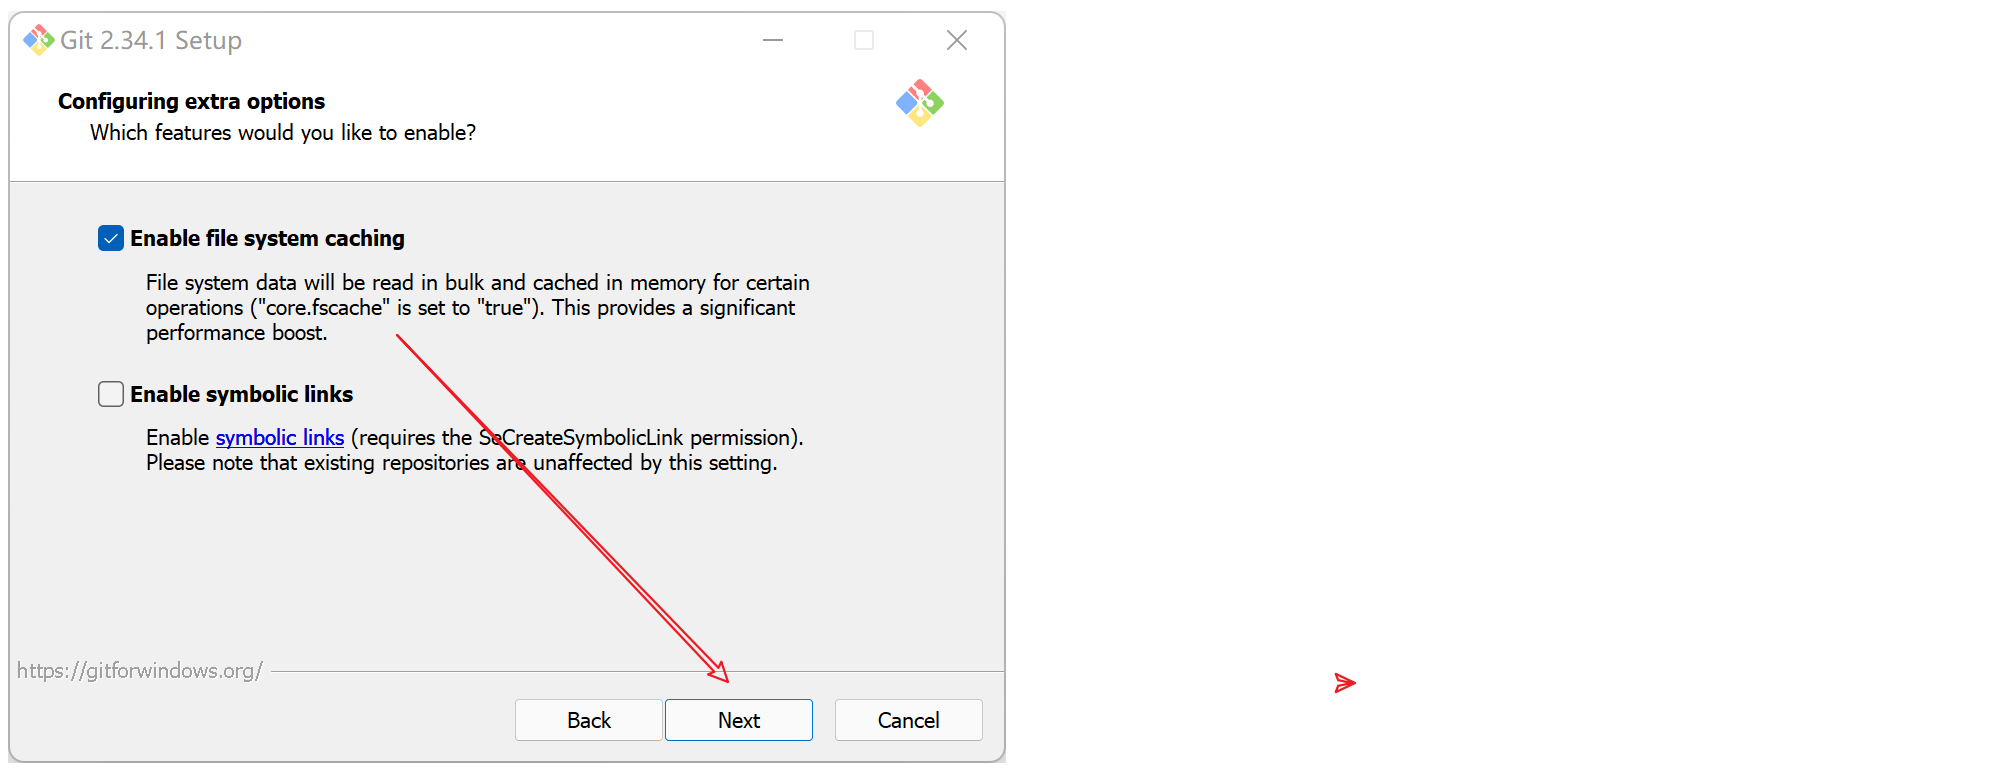 Git 2.34.1 Setup
Configuring extra options
Which features would you like to enable?
Enable file system caching
File system data will be read in bulk and cached in memory for certain
operations ("core.fscache" is set to "true"). This provides a significant
performance boost.
Enable symbolic links
Enable symbolic links (requires the SeCreateSymbolicLink permission).
Please note that existing repositories are unaffected by this setting.
https://gitforwindows.org/
Back Next Cancel